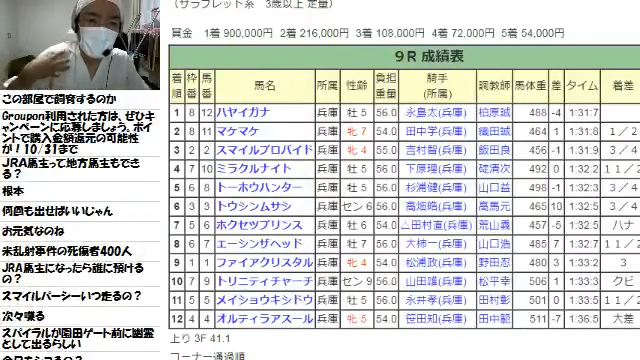 (サラブレッド系 3歳以上 定量)
賞金 1着 900,000円 2着 216,000円 3着 108,000円 4着 72,000円 5着 54,000円
9R 成績表
着順 枠番 馬番 馬名 所属 性齢 負担重量 騎手(所属) 調教師 馬体重 差 タイム 着差
1 8 12 ハヤイガナ 兵庫 牡 5 56.0 永島太(兵庫) 柏原誠 488 -4 1:31.7
2 8 11 マケマケ 兵庫 牝 7 54.0 田中学(兵庫) 織田誠 464 1 1:31.8 1／2
3 2 2 スマイルプロバイド 兵庫 牝 4 54.0 吉村智(兵庫) 飯田良 456 -1 1:31.9 3／4
4 7 10 ミラクルナイト 兵庫 牡 5 56.0 下原理(兵庫) 碇清次 492 0 1:32.2 11／2
5 6 8 トーホウハンター 兵庫 牡 5 56.0 杉浦健(兵庫) 山口益 498 -1 1:32.3 3／4
6 3 3 トウシンムサシ 兵庫 セン 6 56.0 高畑皓(兵庫) 高馬元 465 10 1:32.5 3／4
7 5 6 ホクセツプリンス 兵庫 牡 5 54.0 △田村直(兵庫) 荒山義 457 -5 1:32.5 ハナ
8 6 7 エーシンザヘッド 兵庫 牡 7 56.0 大柿一(兵庫) 山口浩 485 7 1:32.7 11／2
9 1 1 ファイアクリスタル 兵庫 牝 4 54.0 松浦政(兵庫) 野田忍 480 3 1:33.2 3
10 7 9 トリニティチャーチ 兵庫 セン 9 56.0 山田雄(兵庫) 松平幸 506 1 1:33.3 クビ
11 5 5 メイショウキシドウ 兵庫 牡 5 56.0 永井孝(兵庫) 田村彰 501 0 1:33.5 11／
12 4 4 オルティラアスール 兵庫 牝 5 54.0 笹田知(兵庫) 田中範 511 -7 1:36.5 大差
上り 3F 41.1
コーナー通過順
この部屋で飼育するのか
Groupon利用された方は、ぜひキャンペーンに応募しましょう。ポイントで購入金額返元の可能性が！10/31まで
JRA馬主って地方馬主もできる？
根本
何回も出せばいいじゃん
お元気なのね
米乱射事件の死傷者400人
JRA馬主になったら誰に預けるの？
スマイルバーシーいつ走るの？
次々喋る
スパイラルが園田ゲート前に幽霊として出るらしい